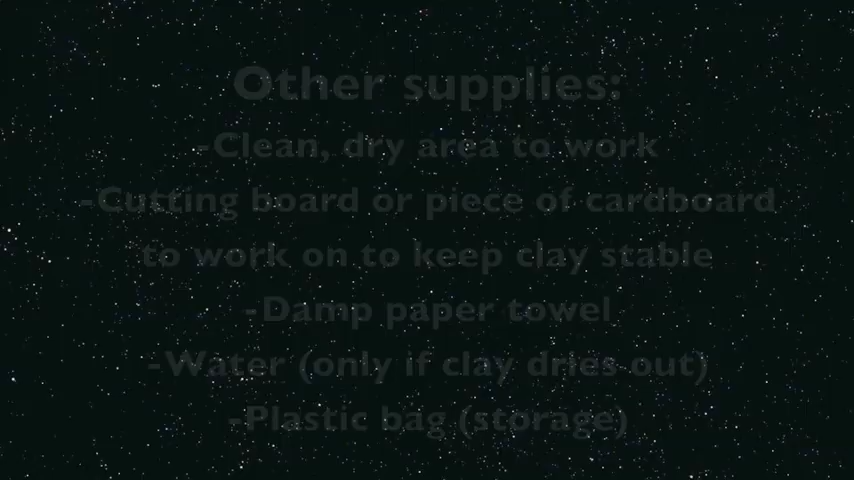 Other supplies:
-Clean, dry area to work
-Cutting board or piece of cardboard
to work on to keep clay stable
-Damp paper towel
-Water (only if clay dries out)
-Plastic bag (storage)